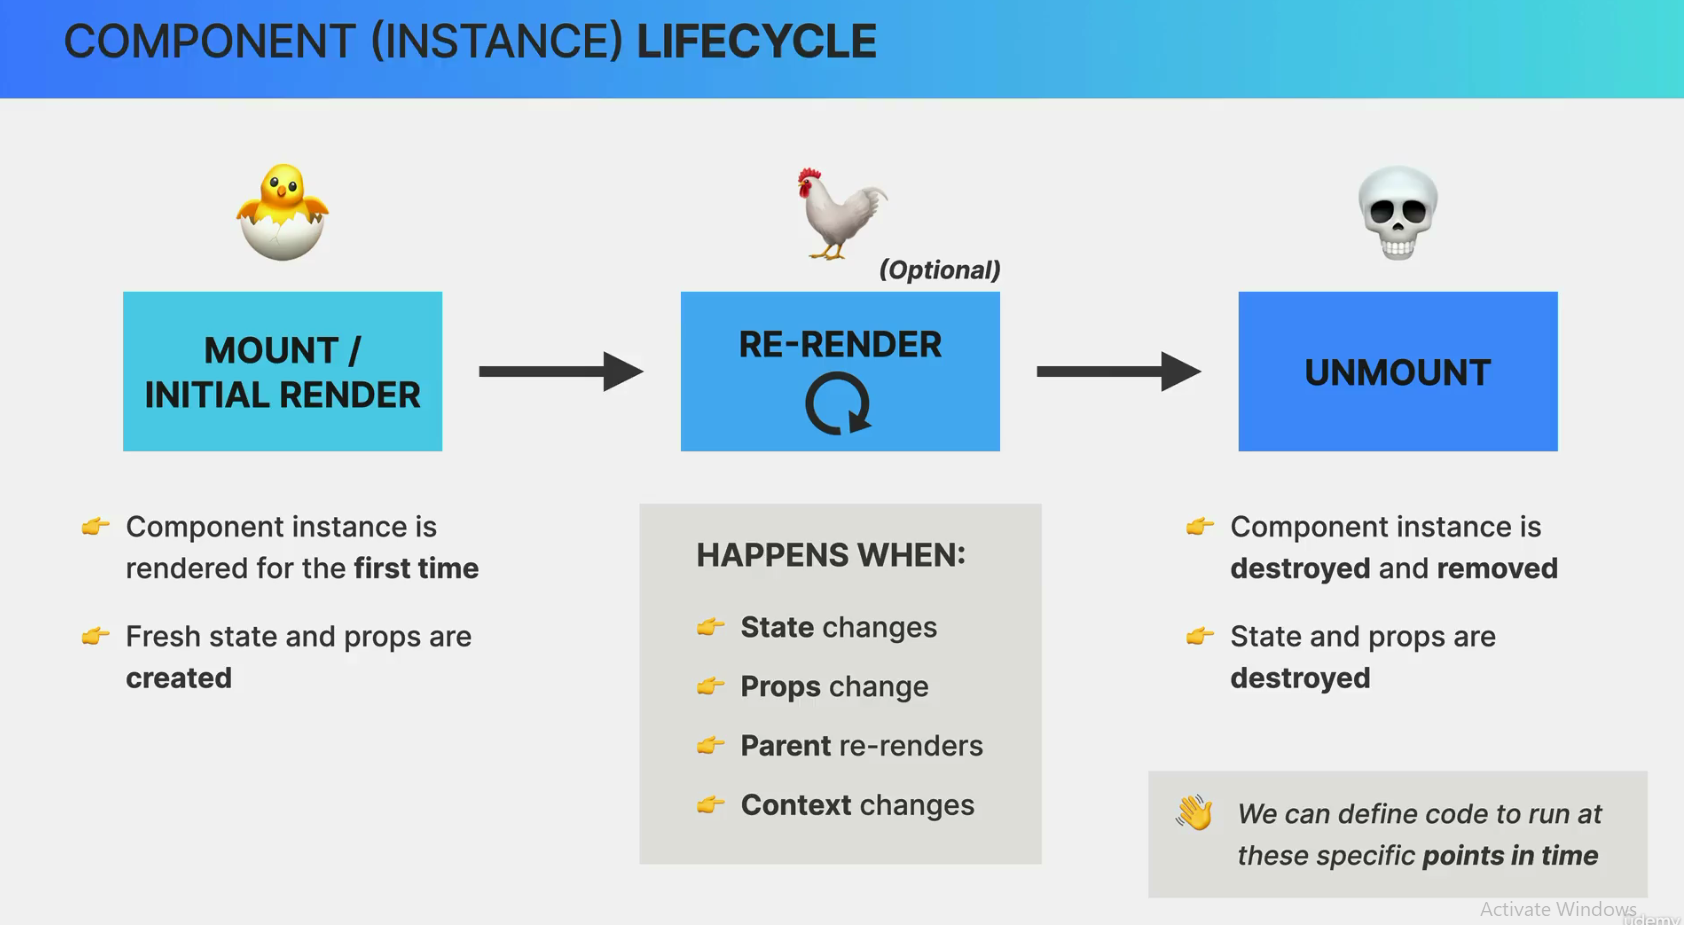 COMPONENT (INSTANCE) LIFECYCLE
MOUNT /
INITIAL RENDER
(Optional)
RE-RENDER
UNMOUNT
Component instance is
rendered for the first time
Fresh state and props are
created
HAPPENS WHEN:
State changes
Props change
Parent re-renders
Context changes
Component instance is
destroyed and removed
State and props are
destroyed
We can define code to run at
these specific points in time
Activate Windows
udemy